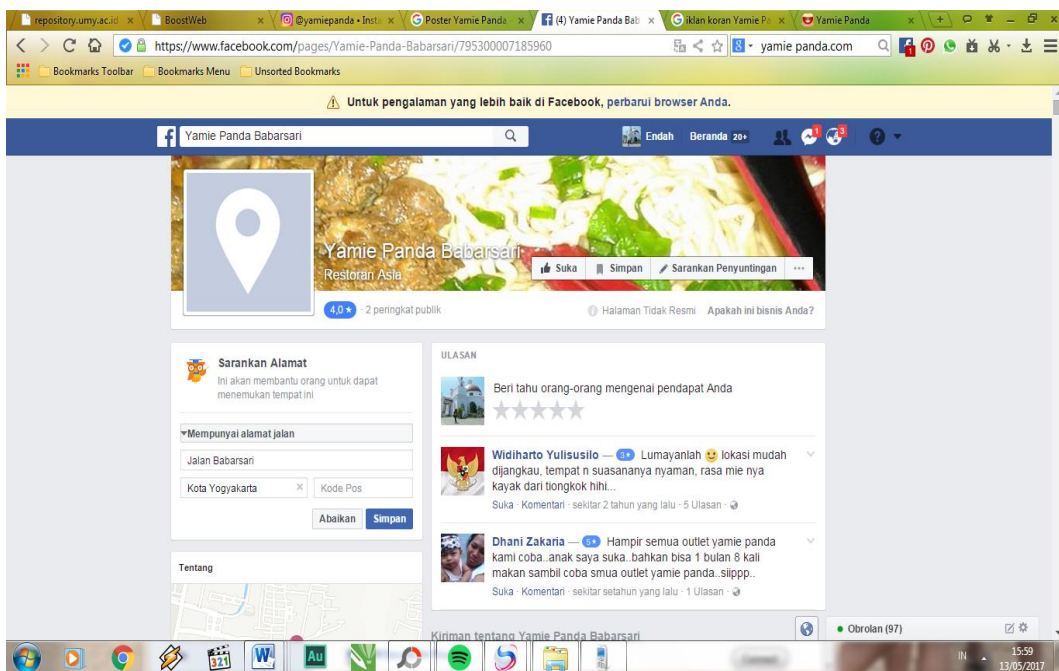 repository.umy.ac.id
BoostWeb
@yamiepanda • Insta
Poster Yamie Panda
(4) Yamie Panda Bab
iklan koran Yamie Pa
Yamie Panda
https://www.facebook.com/pages/Yamie-Panda-Babarsari/795300007185960
yamie panda.com
Bookmarks Toolbar
Bookmarks Menu
Unsorted Bookmarks
Untuk pengalaman yang lebih baik di Facebook, perbarui browser Anda.
Yamie Panda Babarsari
Endah
Beranda 20+
1
3
Yamie Panda Babarsari
Restoran Asia
Suka
Simpan
Sarankan Penyuntingan
4,0 ★ · 2 peringkat publik
Halaman Tidak Resmi
Apakah ini bisnis Anda?
Sarankan Alamat
Ini akan membantu orang untuk dapat
menemukan tempat ini
Mempunyai alamat jalan
Jalan Babarsari
Kota Yogyakarta
Kode Pos
Abaikan
Simpan
Tentang
ULASAN
Beri tahu orang-orang mengenai pendapat Anda
Widiharto Yulisusilo — 3★ Lumayanlah 🙂 lokasi mudah
dijangkau, tempat n suasananya nyaman, rasa mie nya
kayak dari tiongkok hihi...
Suka · Komentari · sekitar 2 tahun yang lalu · 5 Ulasan ·
Dhani Zakaria — 5★ Hampir semua outlet yamie panda
kami coba..anak saya suka..bahkan bisa 1 bulan 8 kali
makan sambil coba smua outlet yamie panda..siippp..
Suka · Komentari · sekitar setahun yang lalu · 1 Ulasan ·
Kiriman tentang Yamie Panda Babarsari
Obrolan (97)
321
W
Au
IN
15:59
13/05/2017